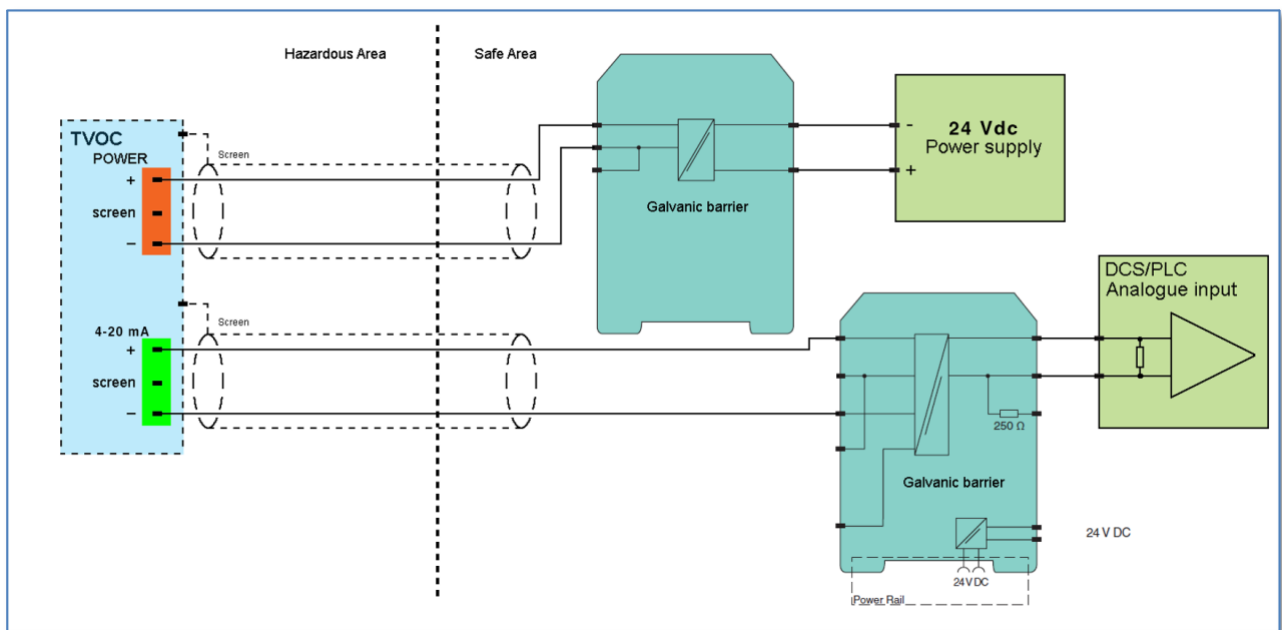 Hazardous Area
Safe Area
TVOC
POWER
+
screen
−
Screen
Galvanic barrier
24 Vdc
Power supply
-
+
4-20 mA
+
screen
−
Screen
DCS/PLC
Analogue input
250 Ω
Galvanic barrier
24 V DC
24V DC
Power Rail